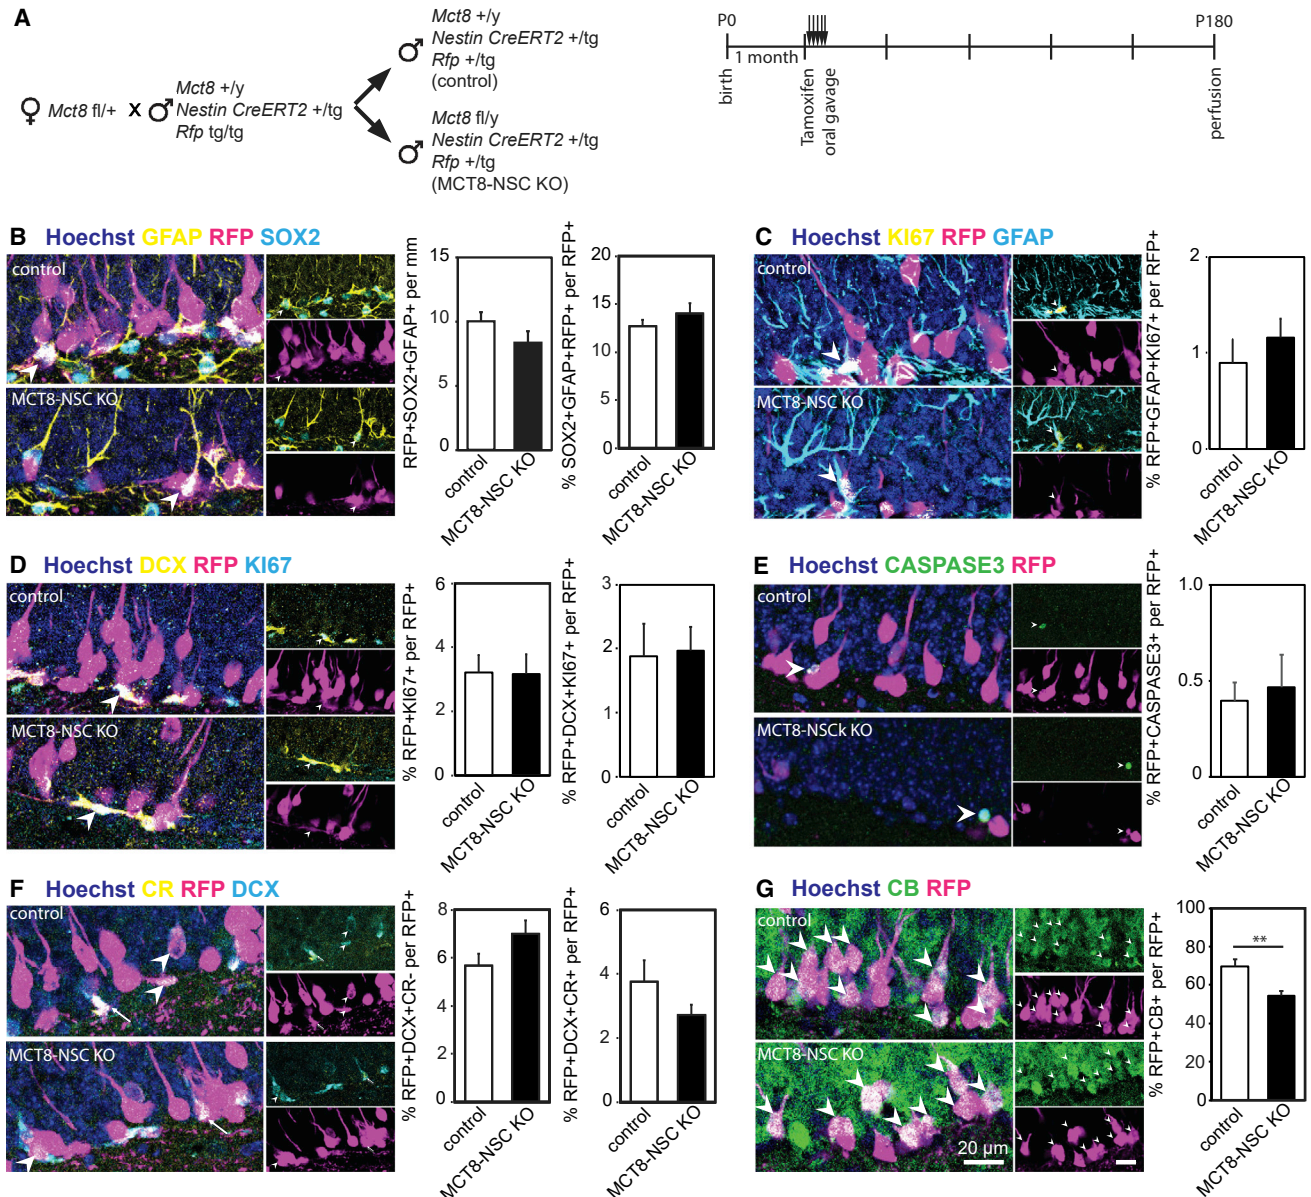 A
Mct8 fl/+ X Mct8 +/y
Nestin CreERT2 +/tg
Rfp tg/tg
Mct8 +/y
Nestin CreERT2 +/tg
Rfp +/tg
(control)
Mct8 fl/y
Nestin CreERT2 +/tg
Rfp +/tg
(MCT8-NSC KO)
P0
P180
1 month
birth
Tamoxifen
oral gavage
perfusion
B Hoechst GFAP RFP SOX2
control
MCT8-NSC KO
RFP+SOX2+GFAP+ per mm
15
10
5
0
control
MCT8-NSC KO
% SOX2+GFAP+RFP+ per RFP+
20
15
10
5
0
control
MCT8-NSC KO
C Hoechst KI67 RFP GFAP
control
MCT8-NSC KO
% RFP+GFAP+KI67+ per RFP+
2
1
0
control
MCT8-NSC KO
D Hoechst DCX RFP KI67
control
MCT8-NSC KO
% RFP+KI67+ per RFP+
6
4
2
0
control
MCT8-NSC KO
% RFP+DCX+KI67+ per RFP+
3
2
1
0
control
MCT8-NSC KO
E Hoechst CASPASE3 RFP
control
MCT8-NSCk KO
% RFP+CASPASE3+ per RFP+
1.0
0.5
0
control
MCT8-NSC KO
F Hoechst CR RFP DCX
control
MCT8-NSC KO
% RFP+DCX+CR- per RFP+
8
6
4
2
0
control
MCT8-NSC KO
% RFP+DCX+CR+ per RFP+
6
4
2
0
control
MCT8-NSC KO
G Hoechst CB RFP
control
MCT8-NSC KO
20 µm
% RFP+CB+ per RFP+
100
80
60
40
20
0
**
control
MCT8-NSC KO